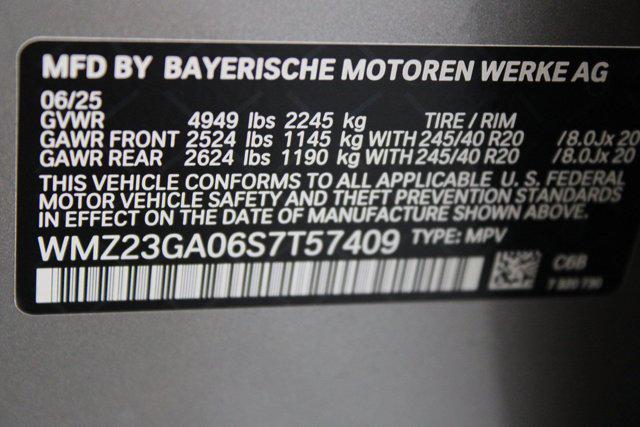 MFD BY BAYERISCHE MOTOREN WERKE AG
06/25
GVWR 4949 lbs 2245 kg TIRE / RIM
GAWR FRONT 2524 lbs 1145 kg WITH 245/40 R20 /8.0Jx 20
GAWR REAR 2624 lbs 1190 kg WITH 245/40 R20 /8.0Jx 20
THIS VEHICLE CONFORMS TO ALL APPLICABLE U. S. FEDERAL
MOTOR VEHICLE SAFETY AND THEFT PREVENTION STANDARDS
IN EFFECT ON THE DATE OF MANUFACTURE SHOWN ABOVE.
WMZ23GA06S7T57409 TYPE: MPV
C6B